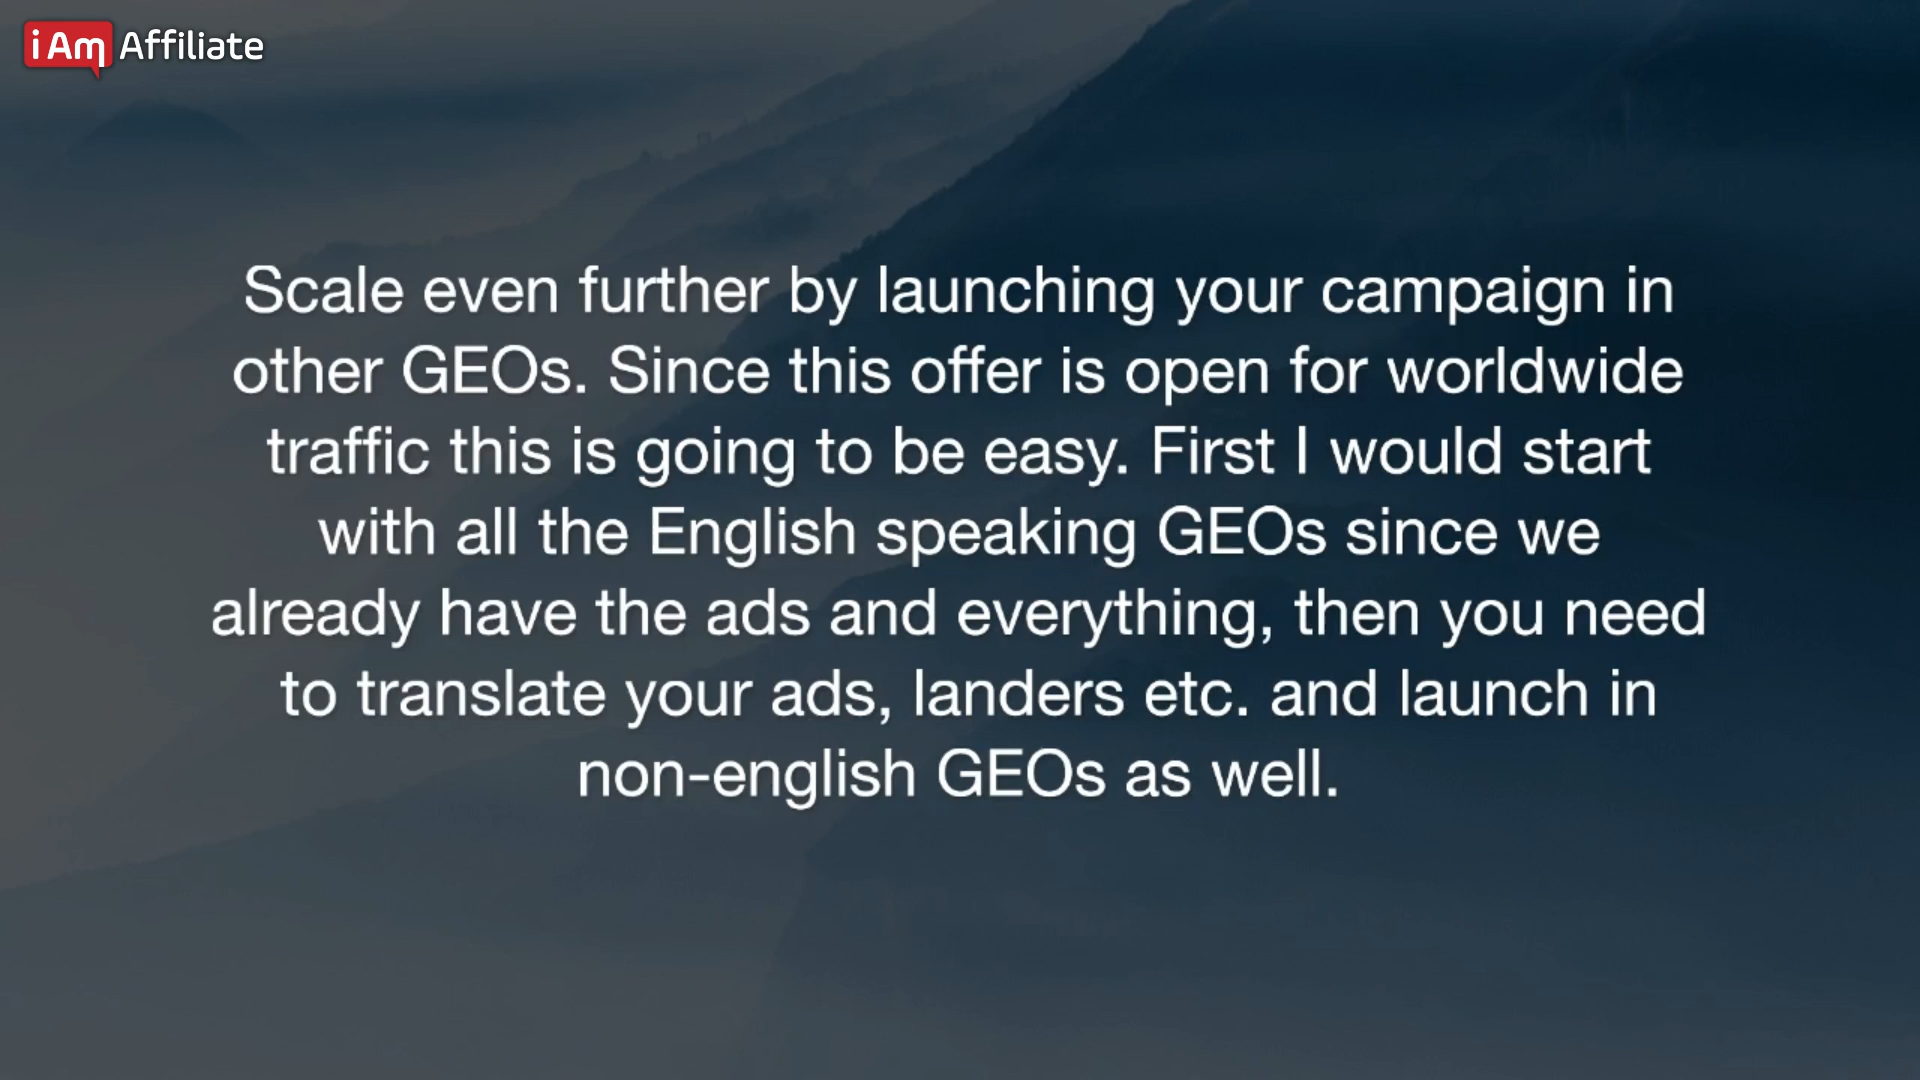 i Am Affiliate
Scale even further by launching your campaign in
other GEOs. Since this offer is open for worldwide
traffic this is going to be easy. First I would start
with all the English speaking GEOs since we
already have the ads and everything, then you need
to translate your ads, landers etc. and launch in
non-english GEOs as well.